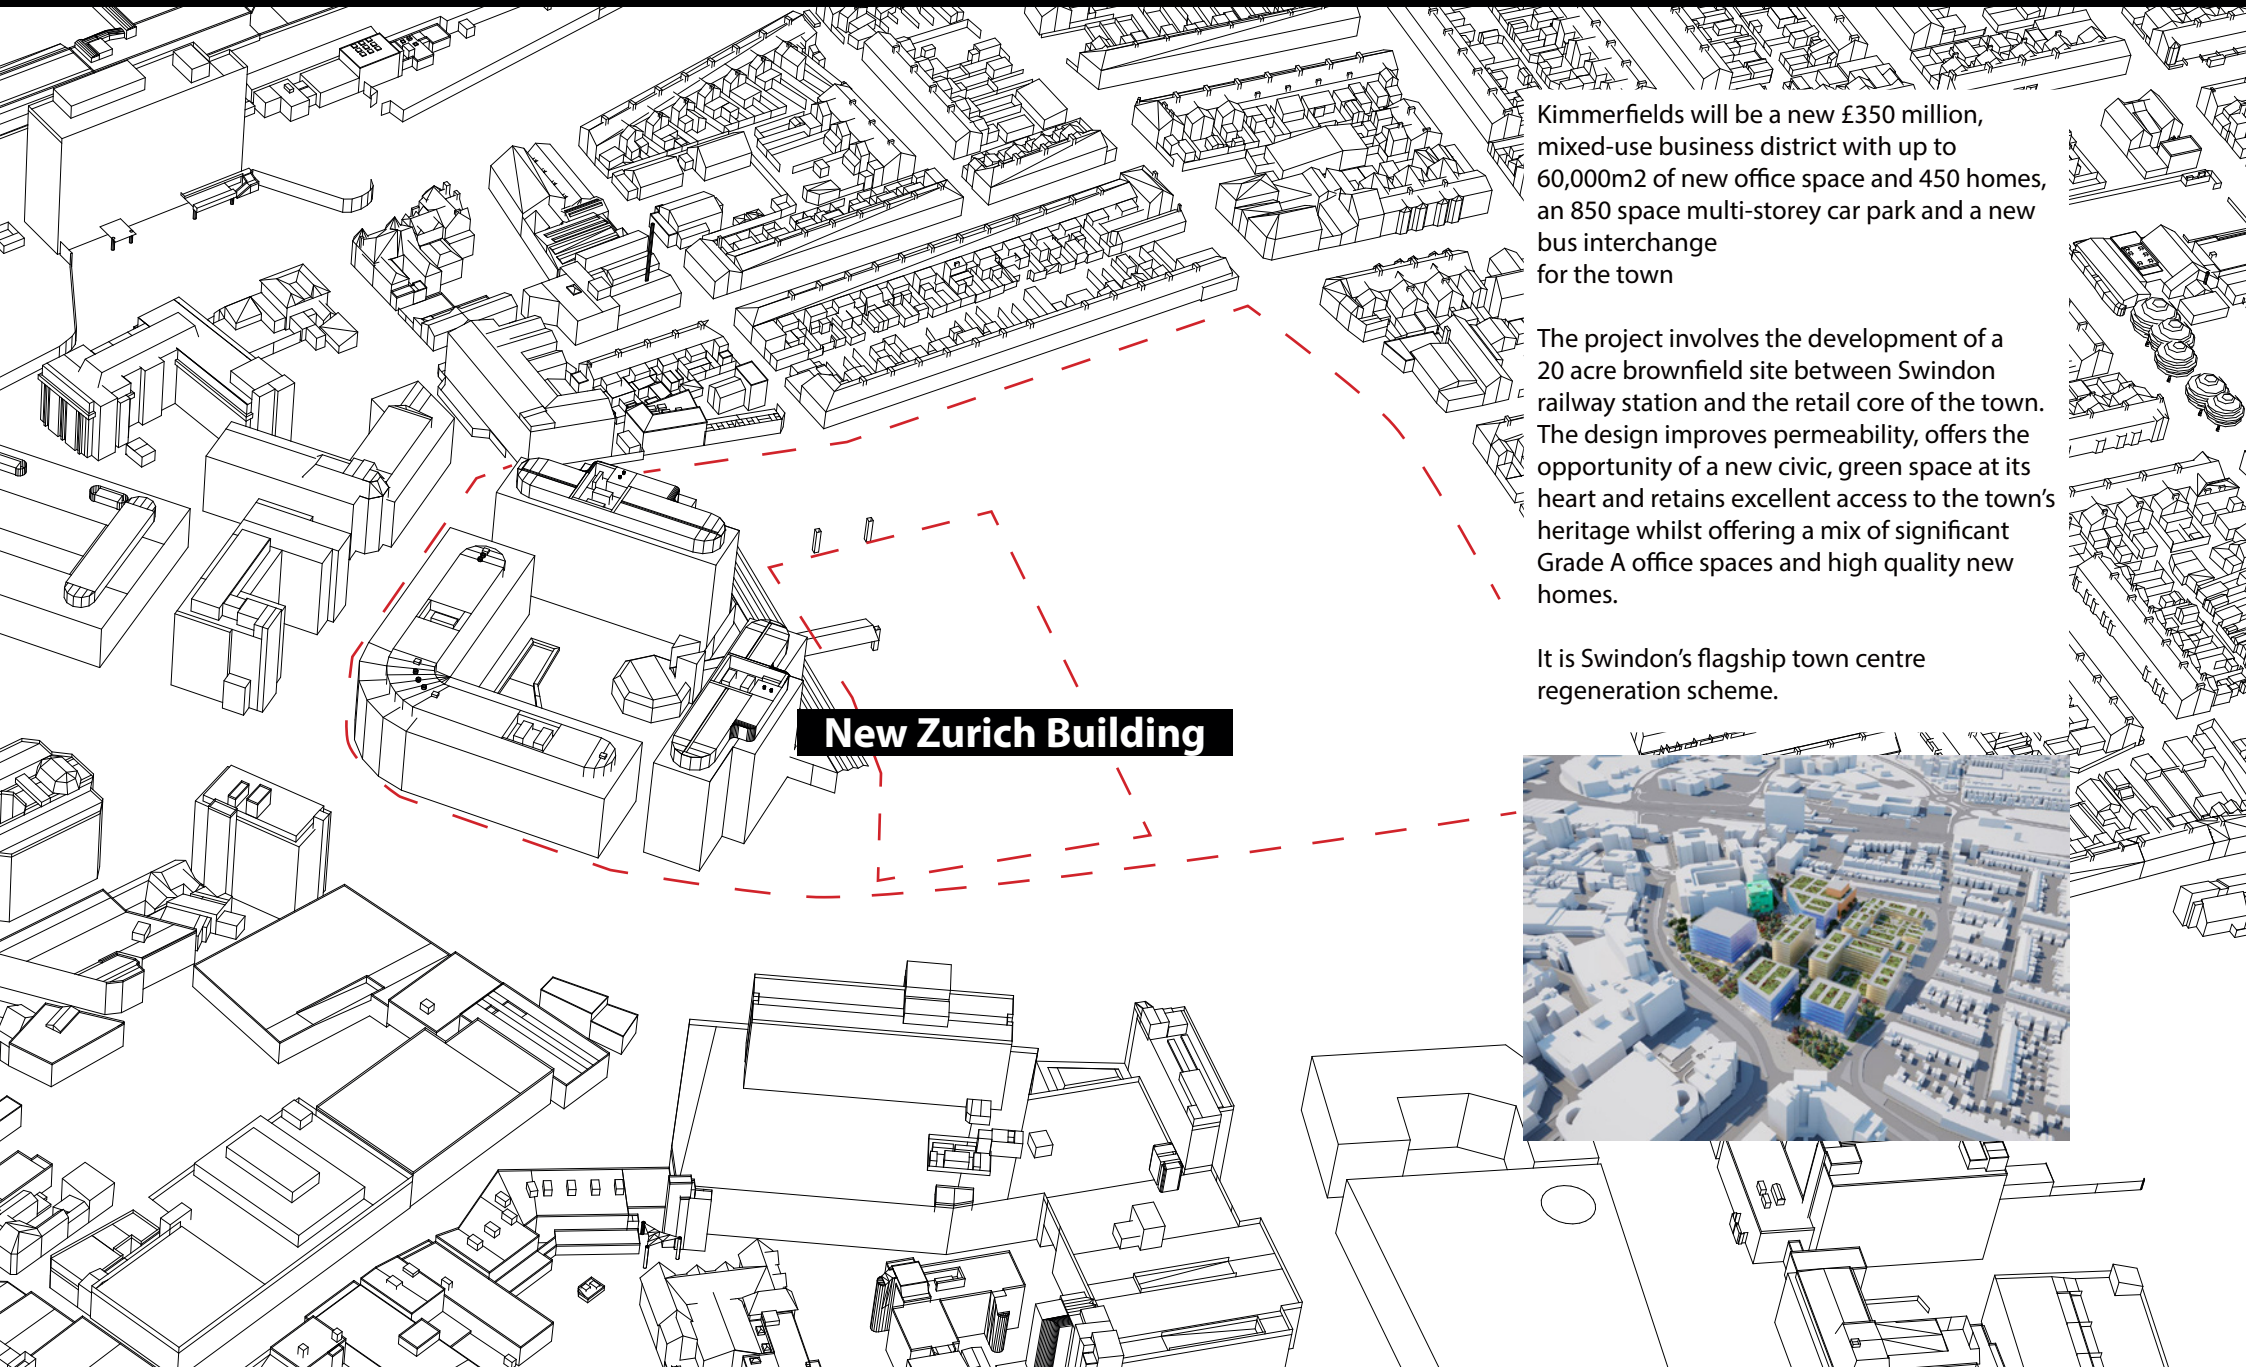 Kimmerfields will be a new £350 million,
mixed-use business district with up to
60,000m2 of new office space and 450 homes,
an 850 space multi-storey car park and a new
bus interchange
for the town
The project involves the development of a
20 acre brownfield site between Swindon
railway station and the retail core of the town.
The design improves permeability, offers the
opportunity of a new civic, green space at its
heart and retains excellent access to the town’s
heritage whilst offering a mix of significant
Grade A office spaces and high quality new
homes.
It is Swindon’s flagship town centre
regeneration scheme.
New Zurich Building